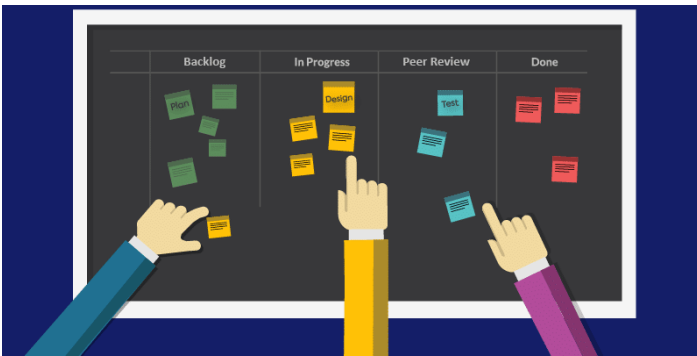 Backlog
In Progress
Peer Review
Done
Plan
Design
Test